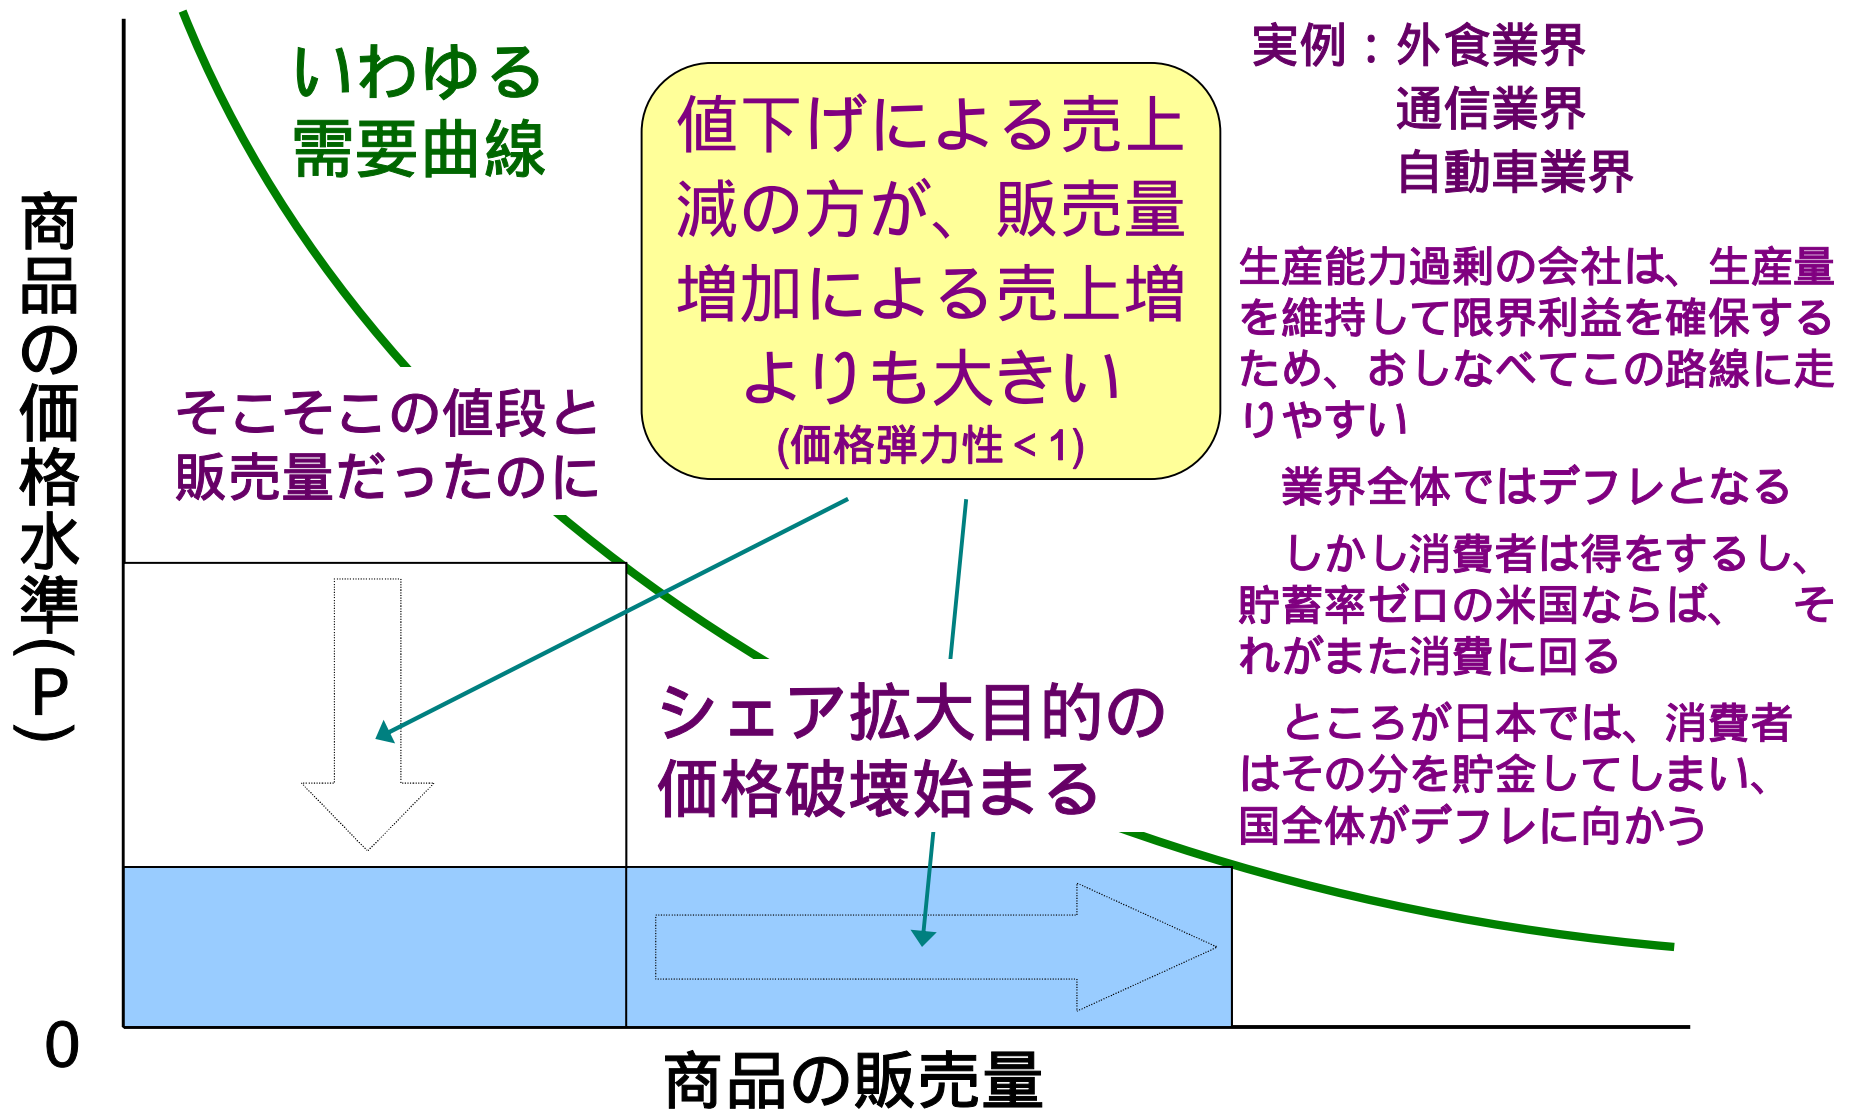 いわゆる
需要曲線
値下げによる売上
減の方が、販売量
増加による売上増
よりも大きい
(価格弾力性＜1)
実例：外食業界
通信業界
自動車業界
商品の価格水準(P)
そこそこの値段と
販売量だったのに
シェア拡大目的の
価格破壊始まる
生産能力過剰の会社は、生産量
を維持して限界利益を確保する
ため、おしなべてこの路線に走
りやすい
業界全体ではデフレとなる
しかし消費者は得をするし、
貯蓄率ゼロの米国ならば、　そ
れがまた消費に回る
ところが日本では、消費者
はその分を貯金してしまい、
国全体がデフレに向かう
0
商品の販売量